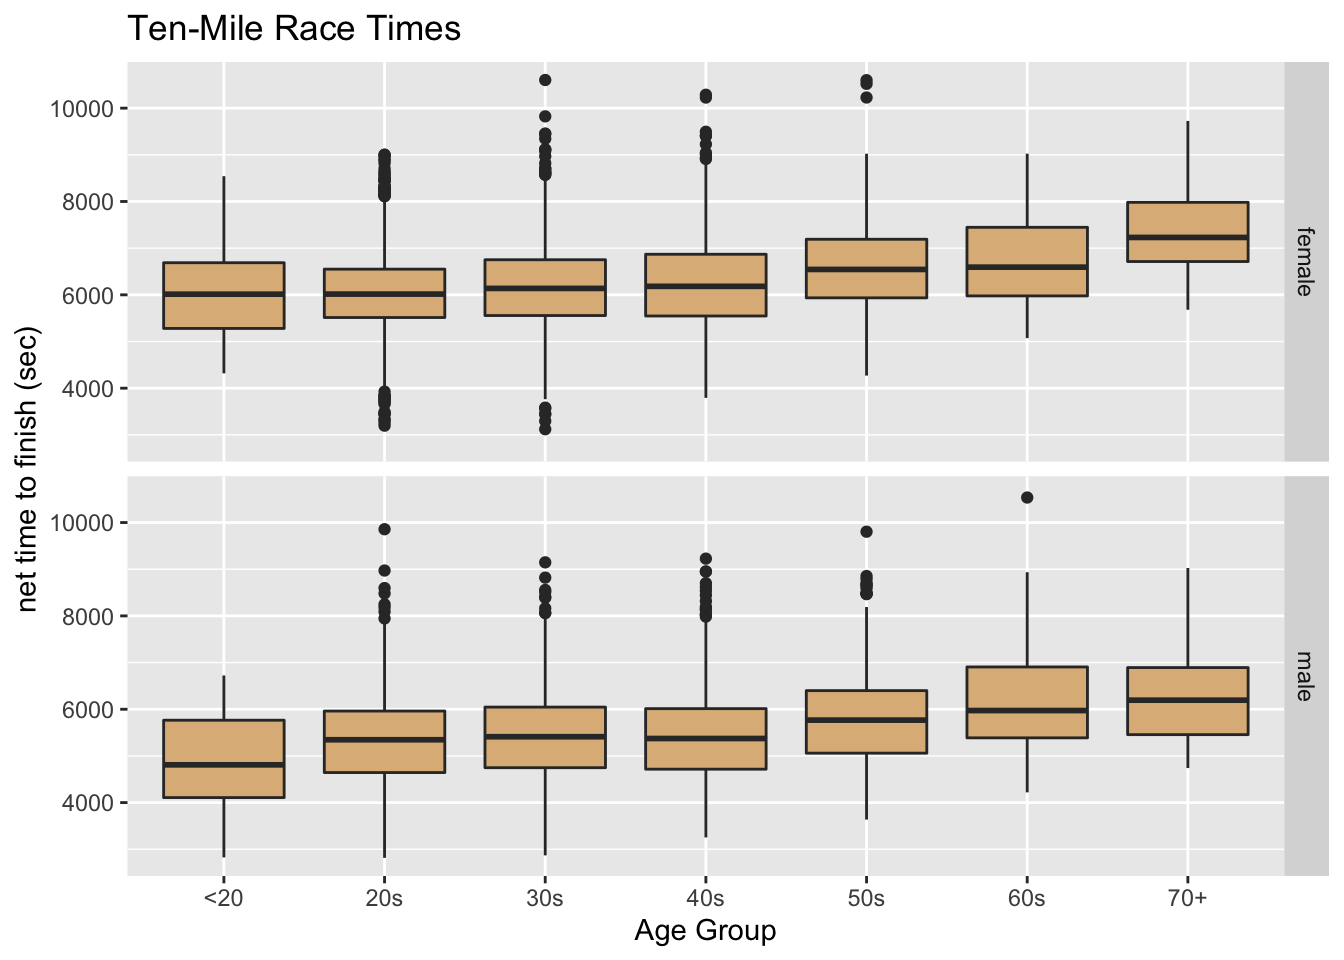 Ten-Mile Race Times
10000
8000
6000
4000
female
net time to finish (sec)
10000
8000
6000
4000
male
<20 20s 30s 40s 50s 60s 70+
Age Group